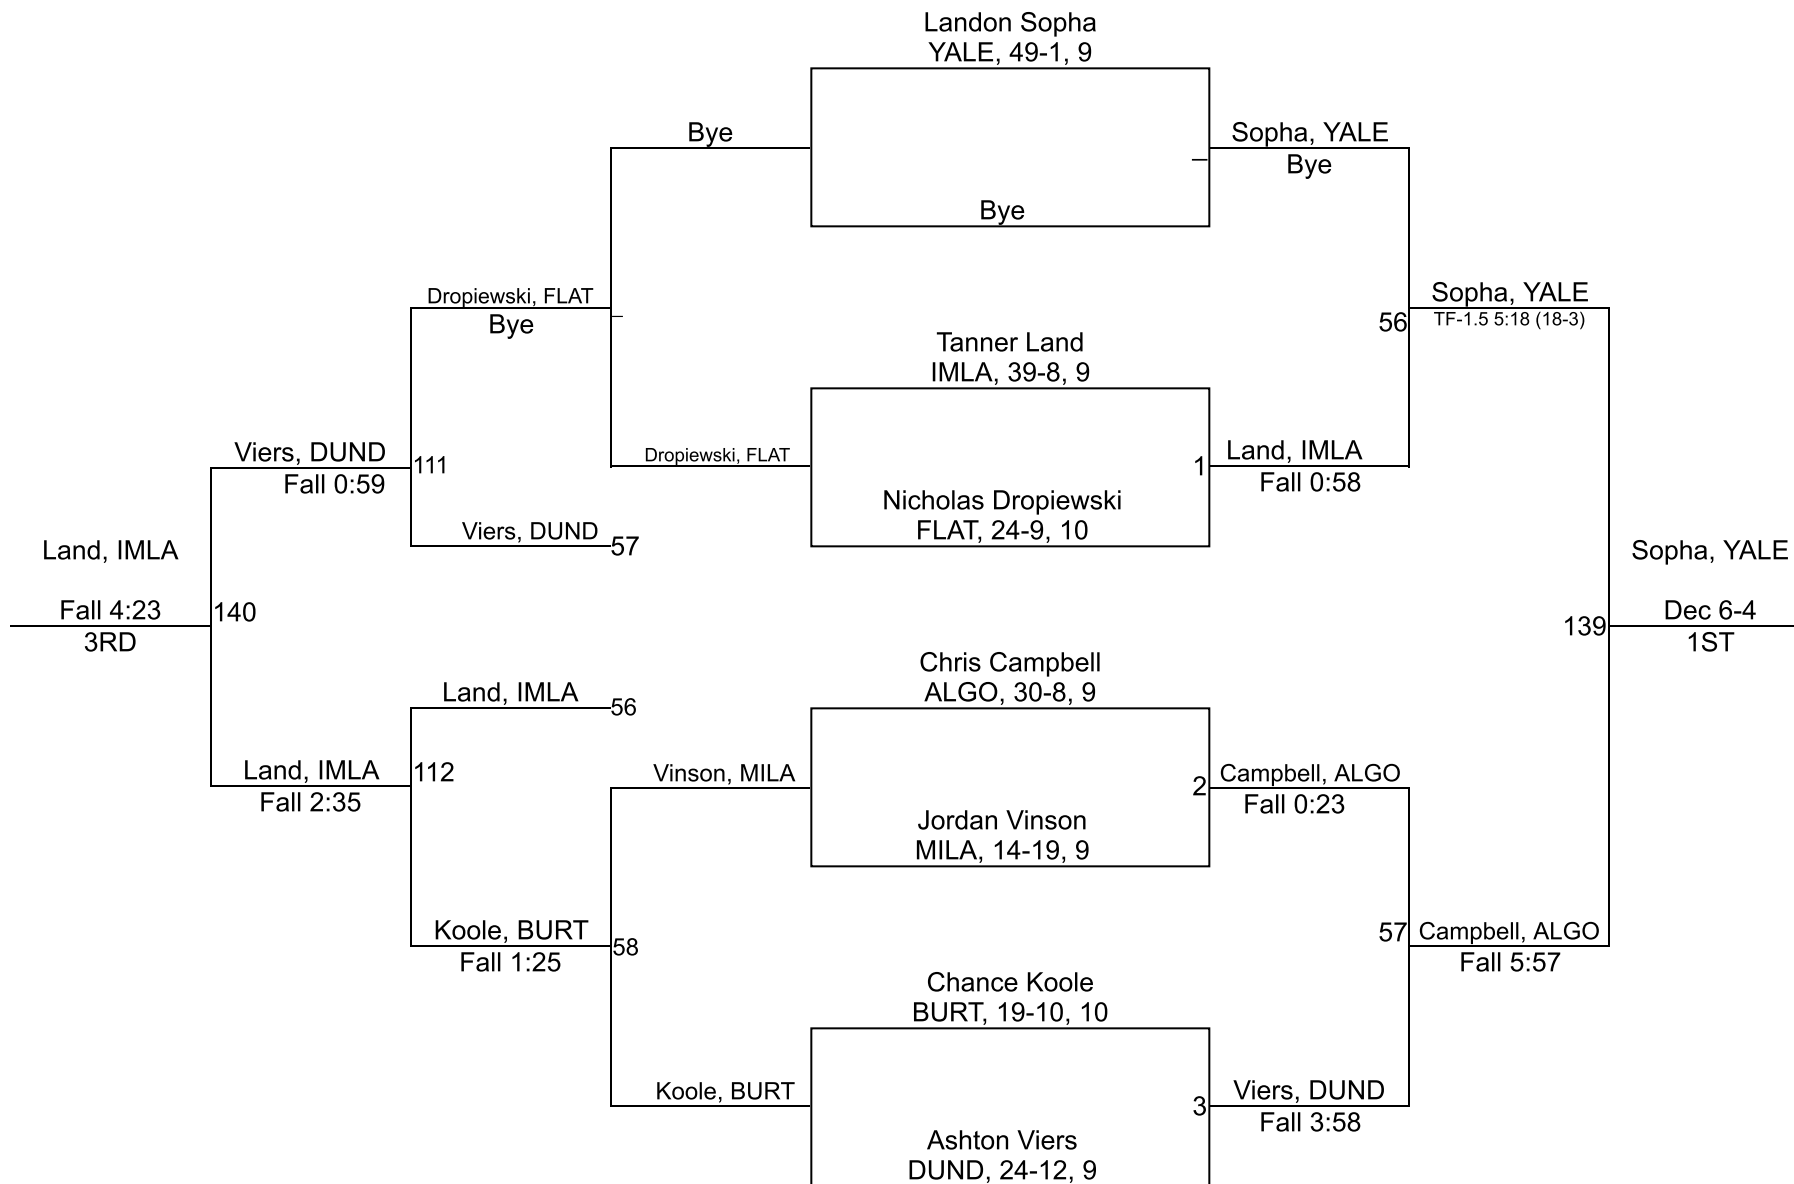 Landon Sopha
YALE, 49-1, 9
Bye
Sopha, YALE
Bye
Bye
Dropiewski, FLAT
Bye
Sopha, YALE
56
TF-1.5 5:18 (18-3)
Tanner Land
IMLA, 39-8, 9
Viers, DUND
111
Fall 0:59
Dropiewski, FLAT
1
Land, IMLA
Fall 0:58
Nicholas Dropiewski
FLAT, 24-9, 10
Viers, DUND
57
Land, IMLA
Sopha, YALE
Fall 4:23
140
3RD
139
Dec 6-4
1ST
Chris Campbell
ALGO, 30-8, 9
Land, IMLA
56
Land, IMLA
112
Fall 2:35
Vinson, MILA
2
Campbell, ALGO
Fall 0:23
Jordan Vinson
MILA, 14-19, 9
Koole, BURT
58
Fall 1:25
57
Campbell, ALGO
Fall 5:57
Chance Koole
BURT, 19-10, 10
Koole, BURT
3
Viers, DUND
Fall 3:58
Ashton Viers
DUND, 24-12, 9